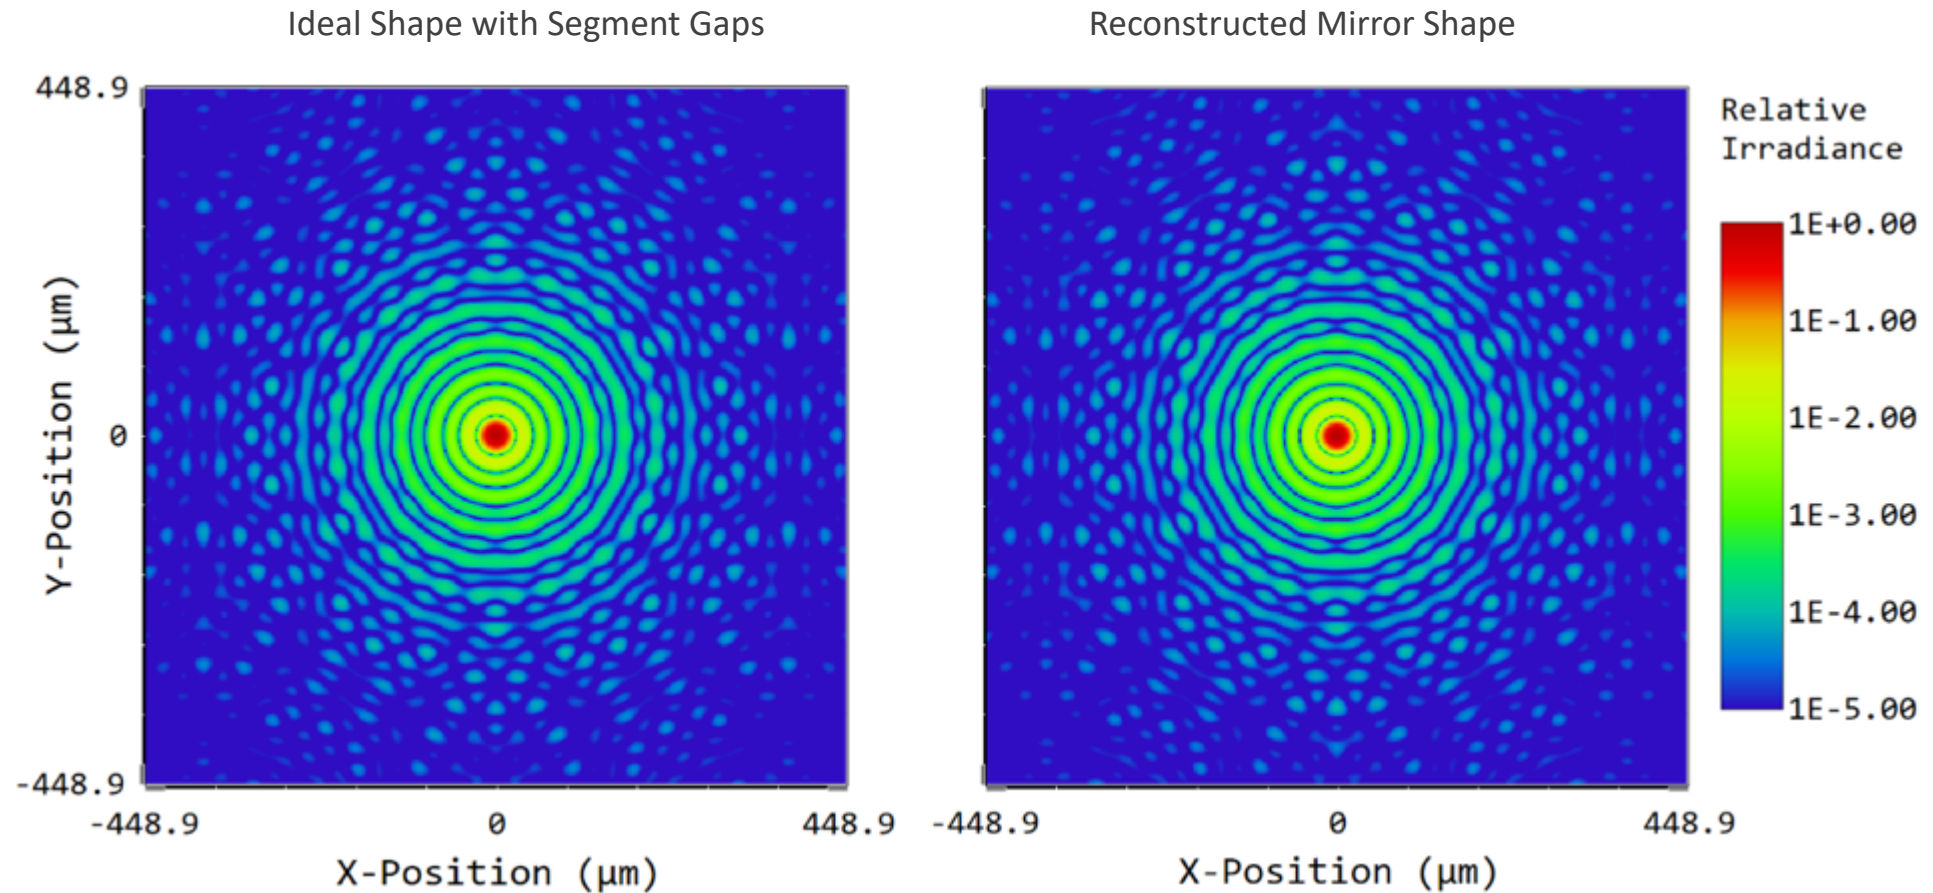 Ideal Shape with Segment Gaps
Reconstructed Mirror Shape
448.9
0
-448.9
Y-Position (μm)
-448.9 0 448.9
X-Position (μm)
-448.9 0 448.9
X-Position (μm)
Relative
Irradiance
1E+0.00
1E-1.00
1E-2.00
1E-3.00
1E-4.00
1E-5.00